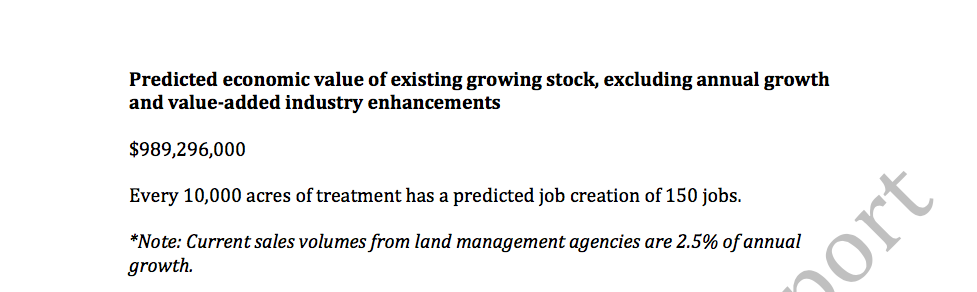 Predicted economic value of existing growing stock, excluding annual growth
and value-added industry enhancements
$989,296,000
Every 10,000 acres of treatment has a predicted job creation of 150 jobs.
*Note: Current sales volumes from land management agencies are 2.5% of annual
growth.
port